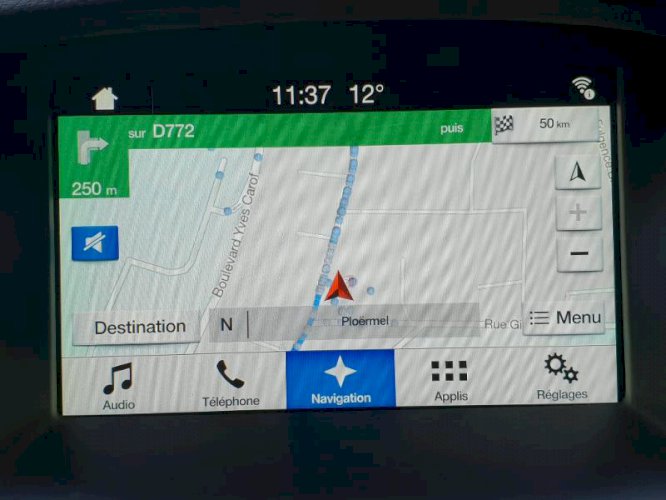 11:37 12°
sur D772
puis
50 km
250 m
Boulevard Yves Carof
Destination
N
Ploërmel
Rue Gi
Menu
Audio
Téléphone
Navigation
Applis
Réglages